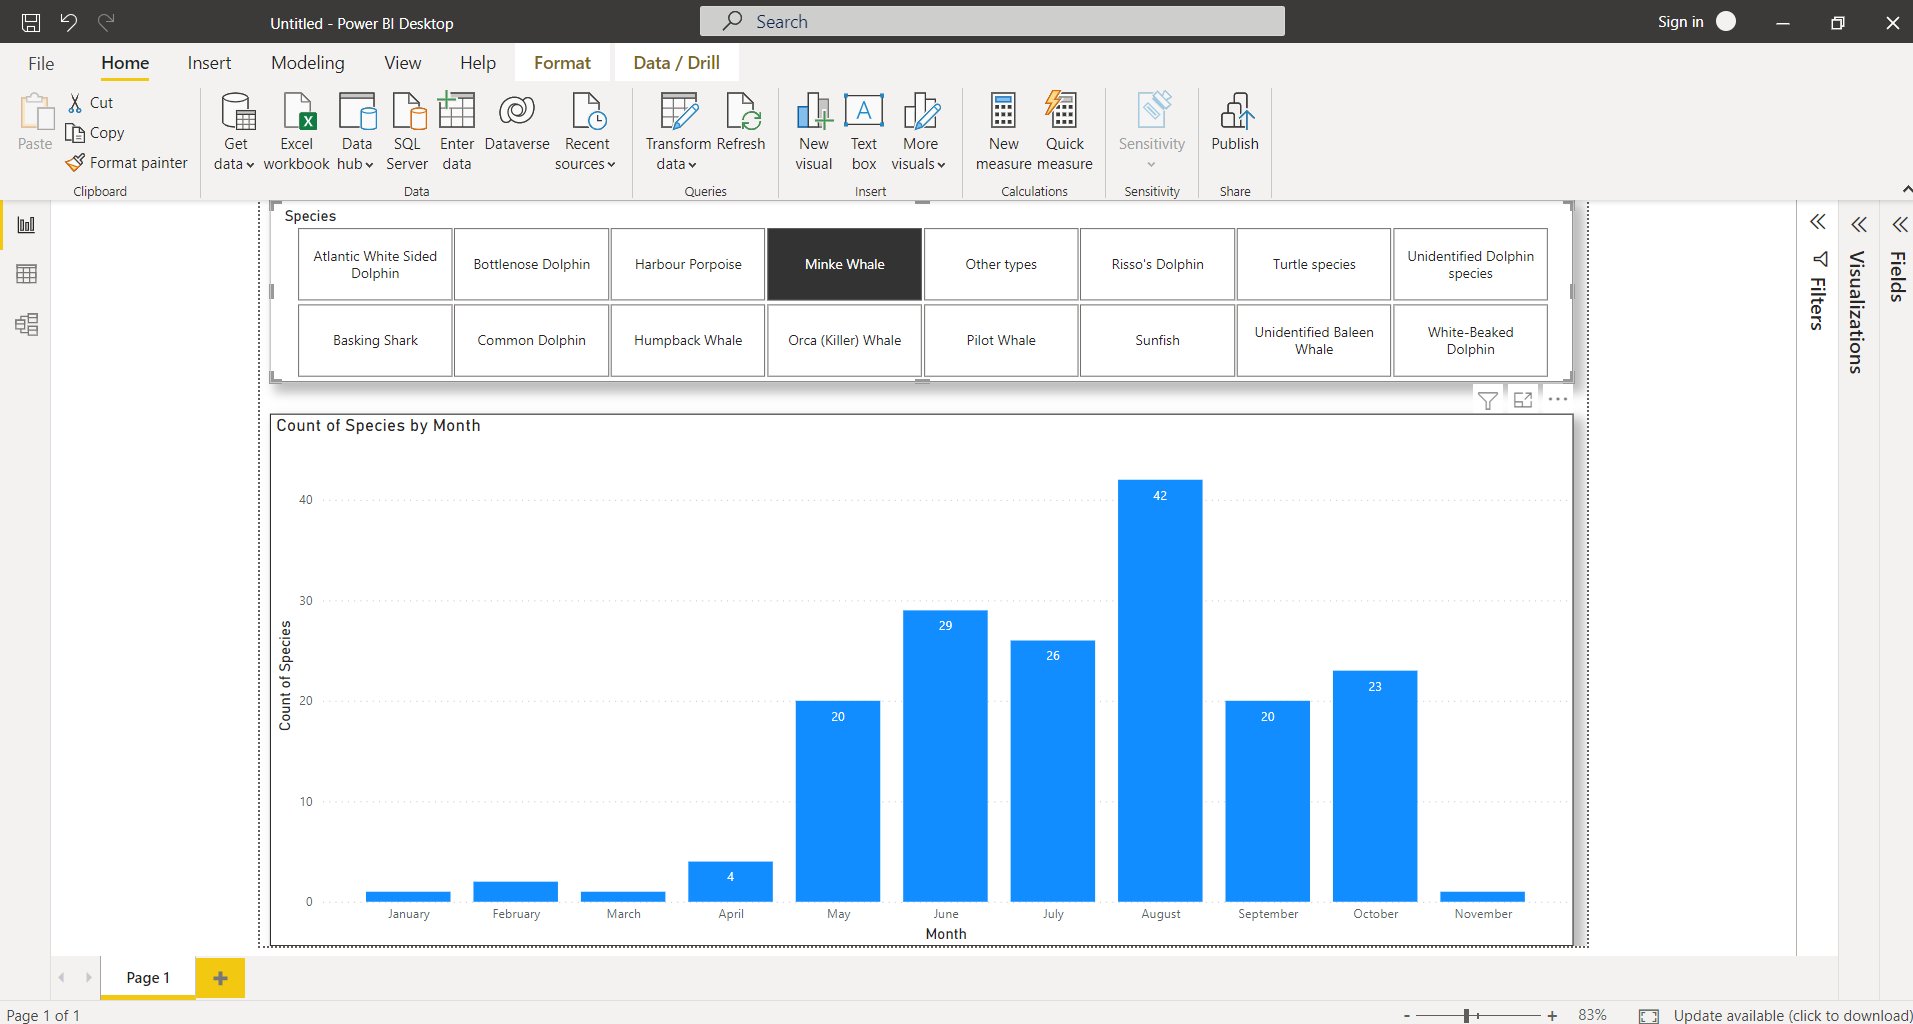 Untitled - Power BI Desktop
Search
Sign in
File
Home
Insert
Modeling
View
Help
Format
Data / Drill
Paste
Cut
Copy
Format painter
Clipboard
Get
data
Excel
workbook
Data
hub
SQL
Server
Enter
data
Dataverse
Recent
sources
Data
Transform
data
Refresh
Queries
New
visual
Text
box
More
visuals
Insert
New
measure
Quick
measure
Calculations
Sensitivity
Sensitivity
Publish
Share
Species
Atlantic White Sided
Dolphin
Bottlenose Dolphin
Harbour Porpoise
Minke Whale
Other types
Risso's Dolphin
Turtle species
Unidentified Dolphin
species
Basking Shark
Common Dolphin
Humpback Whale
Orca (Killer) Whale
Pilot Whale
Sunfish
Unidentified Baleen
Whale
White-Beaked
Dolphin
Filters
Visualizations
Fields
Count of Species by Month
Count of Species
40
30
20
10
0
4
20
29
26
42
20
23
January
February
March
April
May
June
July
August
September
October
November
Month
Page 1
+
Page 1 of 1
- + 83%
Update available (click to download)